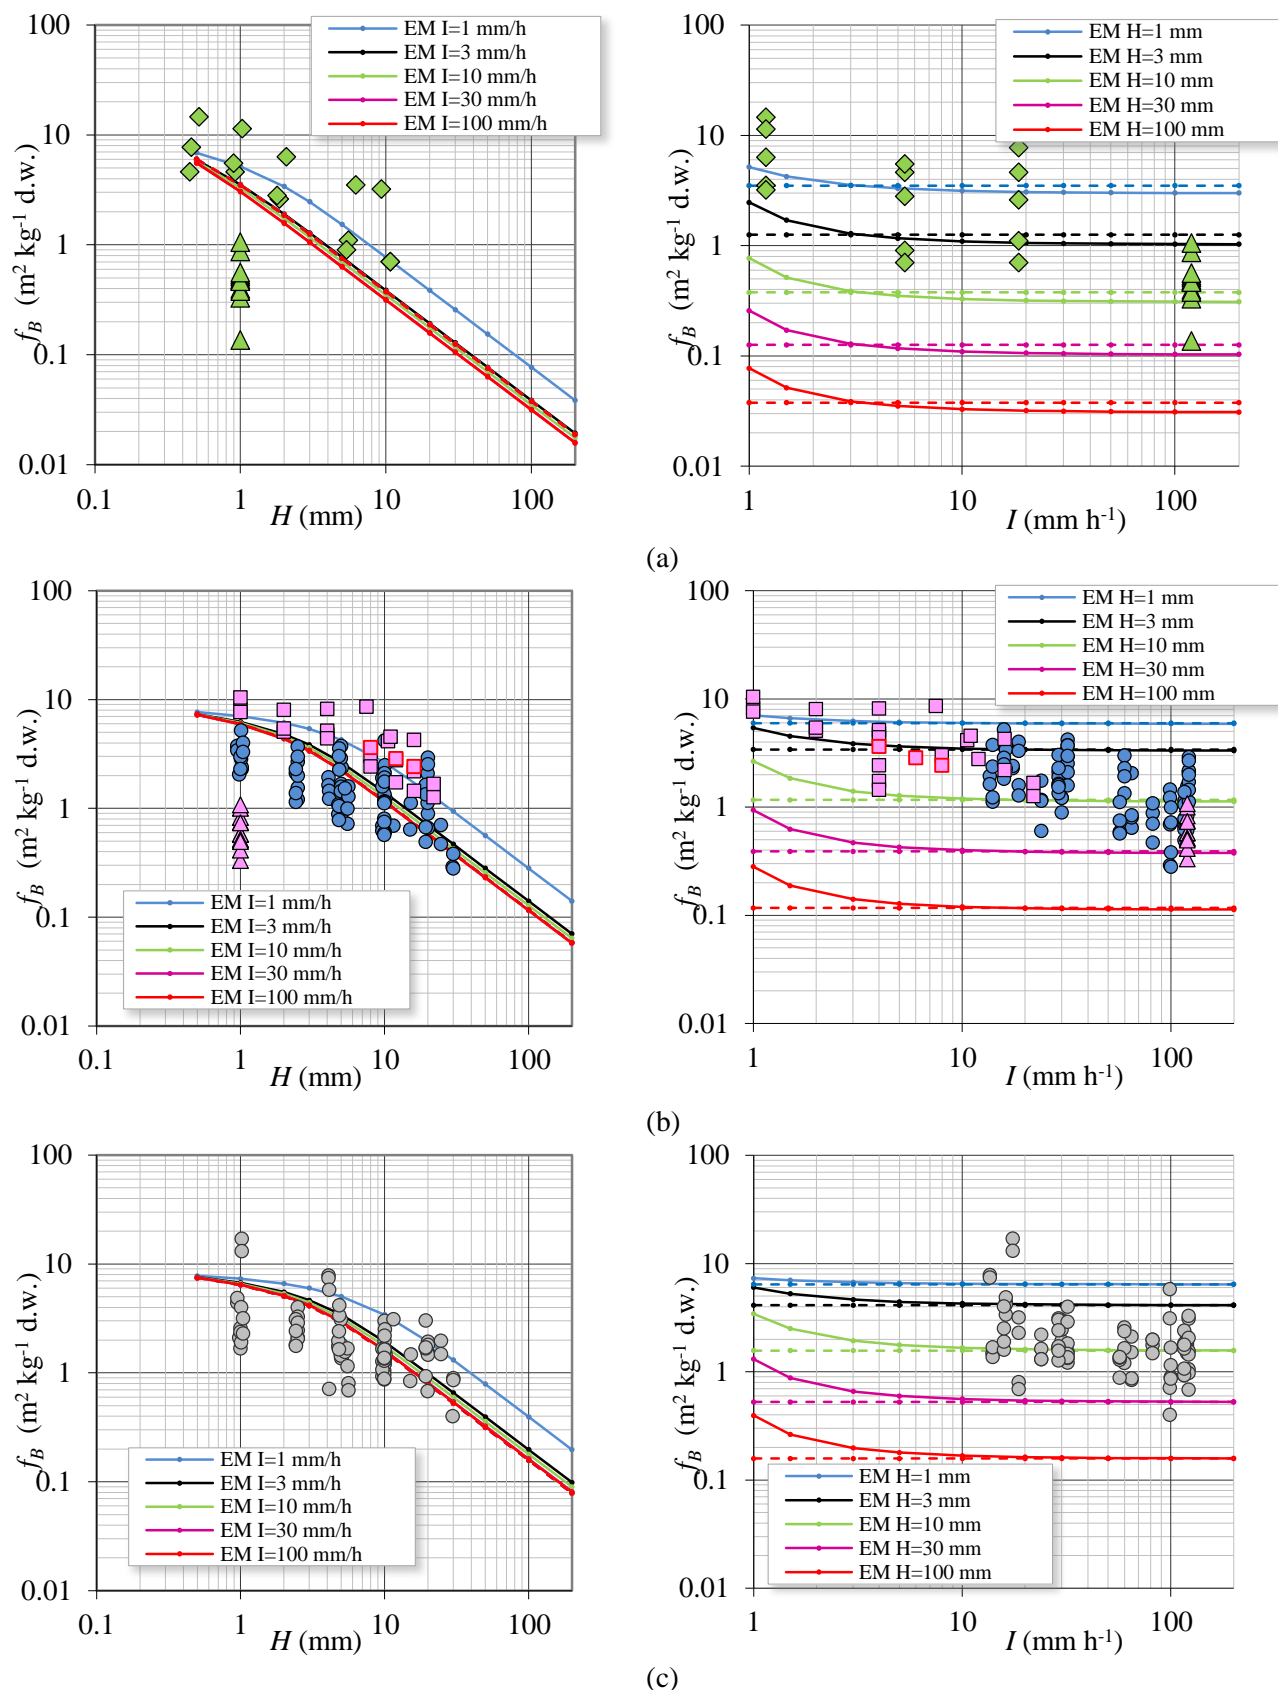 100
10
1
0.1
0.01
0.1
1
10
100
H (mm)
f_B (m² kg⁻¹ d.w.)
EM I=1 mm/h
EM I=3 mm/h
EM I=10 mm/h
EM I=30 mm/h
EM I=100 mm/h
100
10
1
0.1
0.01
1
10
100
I (mm h⁻¹)
f_B (m² kg⁻¹ d.w.)
EM H=1 mm
EM H=3 mm
EM H=10 mm
EM H=30 mm
EM H=100 mm
(a)
100
10
1
0.1
0.01
0.1
1
10
100
H (mm)
f_B (m² kg⁻¹ d.w.)
EM I=1 mm/h
EM I=3 mm/h
EM I=10 mm/h
EM I=30 mm/h
EM I=100 mm/h
100
10
1
0.1
0.01
1
10
100
I (mm h⁻¹)
f_B (m² kg⁻¹ d.w.)
EM H=1 mm
EM H=3 mm
EM H=10 mm
EM H=30 mm
EM H=100 mm
(b)
100
10
1
0.1
0.01
0.1
1
10
100
H (mm)
f_B (m² kg⁻¹ d.w.)
EM I=1 mm/h
EM I=3 mm/h
EM I=10 mm/h
EM I=30 mm/h
EM I=100 mm/h
100
10
1
0.1
0.01
1
10
100
I (mm h⁻¹)
f_B (m² kg⁻¹ d.w.)
EM H=1 mm
EM H=3 mm
EM H=10 mm
EM H=30 mm
EM H=100 mm
(c)